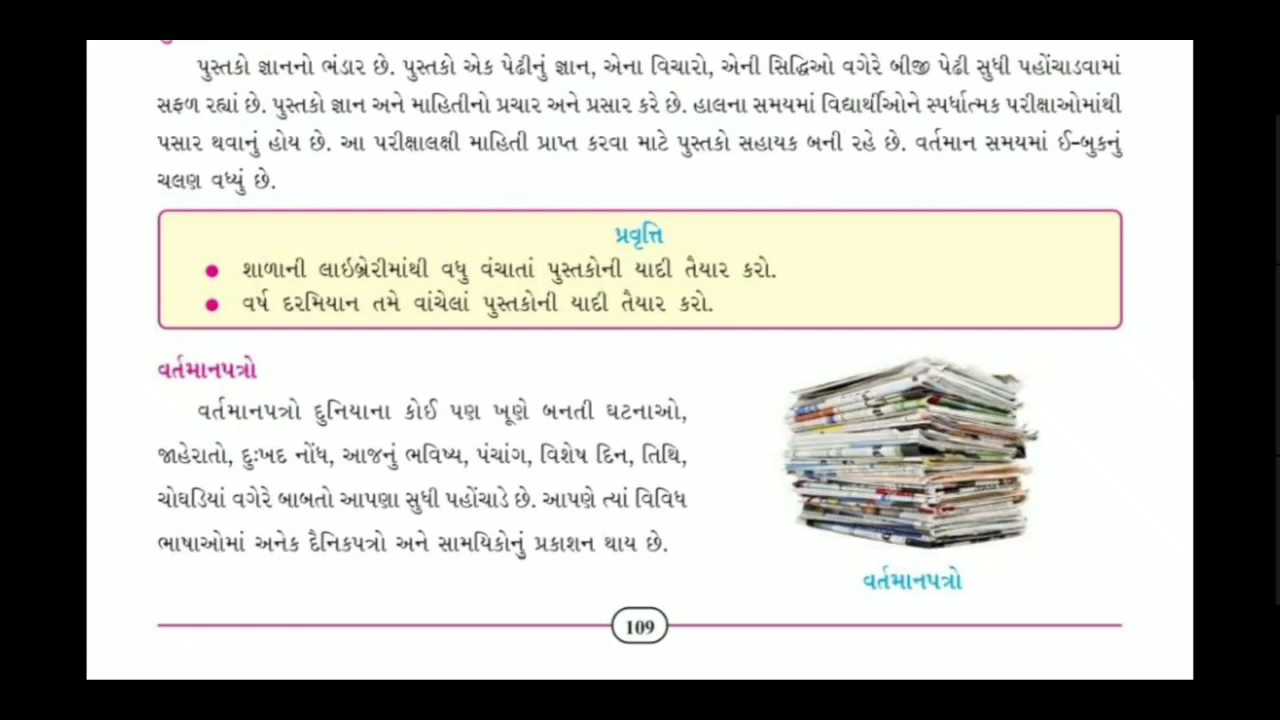 પુસ્તકો જ્ઞાનનો ભંડાર છે. પુસ્તકો એક પેઢીનું જ્ઞાન, એના વિચારો, એની સિદ્ધિઓ વગેરે બીજી પેઢી સુધી પહોંચાડવામાં
સફળ રહ્યાં છે. પુસ્તકો જ્ઞાન અને માહિતીનો પ્રચાર અને પ્રસાર કરે છે. હાલના સમયમાં વિદ્યાર્થીઓને સ્પર્ધાત્મક પરીક્ષાઓમાંથી
પસાર થવાનું હોય છે. આ પરીક્ષાલક્ષી માહિતી પ્રાપ્ત કરવા માટે પુસ્તકો સહાયક બની રહે છે. વર્તમાન સમયમાં ઈ-બુકનું
ચલણ વધ્યું છે.
પ્રવૃત્તિ
● શાળાની લાઇબ્રેરીમાંથી વધુ વંચાતાં પુસ્તકોની યાદી તૈયાર કરો.
● વર્ષ દરમિયાન તમે વાંચેલાં પુસ્તકોની યાદી તૈયાર કરો.
વર્તમાનપત્રો
વર્તમાનપત્રો દુનિયાના કોઈ પણ ખૂણે બનતી ઘટનાઓ,
જાહેરાતો, દુઃખદ નોંધ, આજનું ભવિષ્ય, પંચાંગ, વિશેષ દિન, તિથિ,
ચોઘડિયાં વગેરે બાબતો આપણા સુધી પહોંચાડે છે. આપણે ત્યાં વિવિધ
ભાષાઓમાં અનેક દૈનિકપત્રો અને સામયિકોનું પ્રકાશન થાય છે.
વર્તમાનપત્રો
109